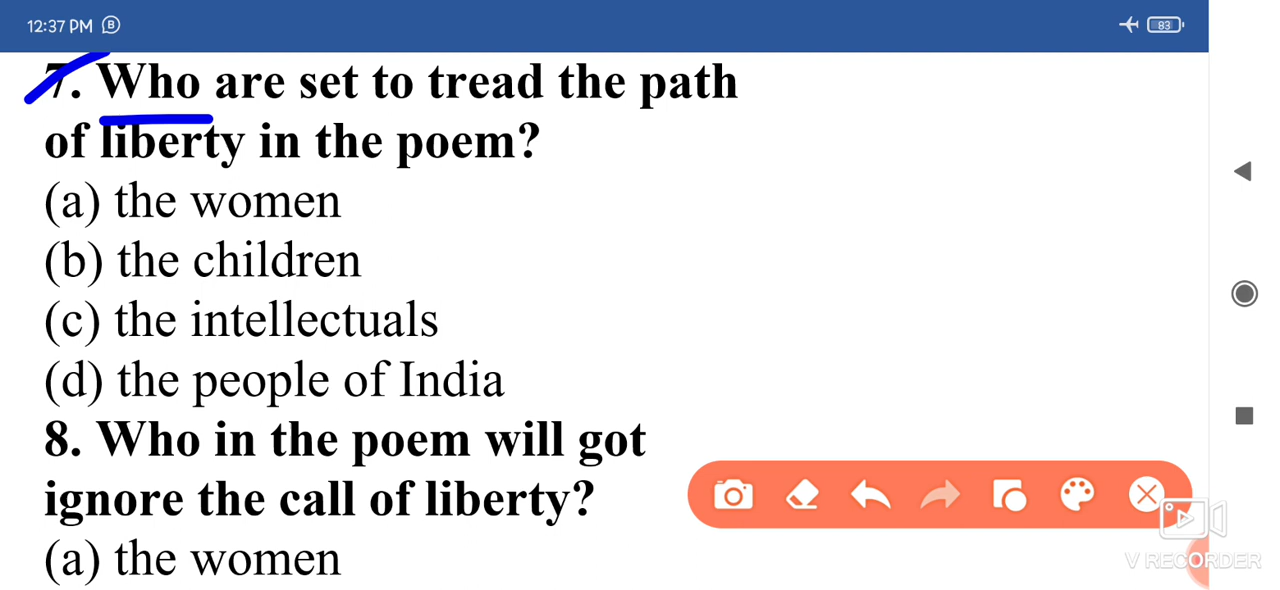 12:37 PM
83
7. Who are set to tread the path
of liberty in the poem?
(a) the women
(b) the children
(c) the intellectuals
(d) the people of India
8. Who in the poem will got
ignore the call of liberty?
(a) the women
V RECORDER